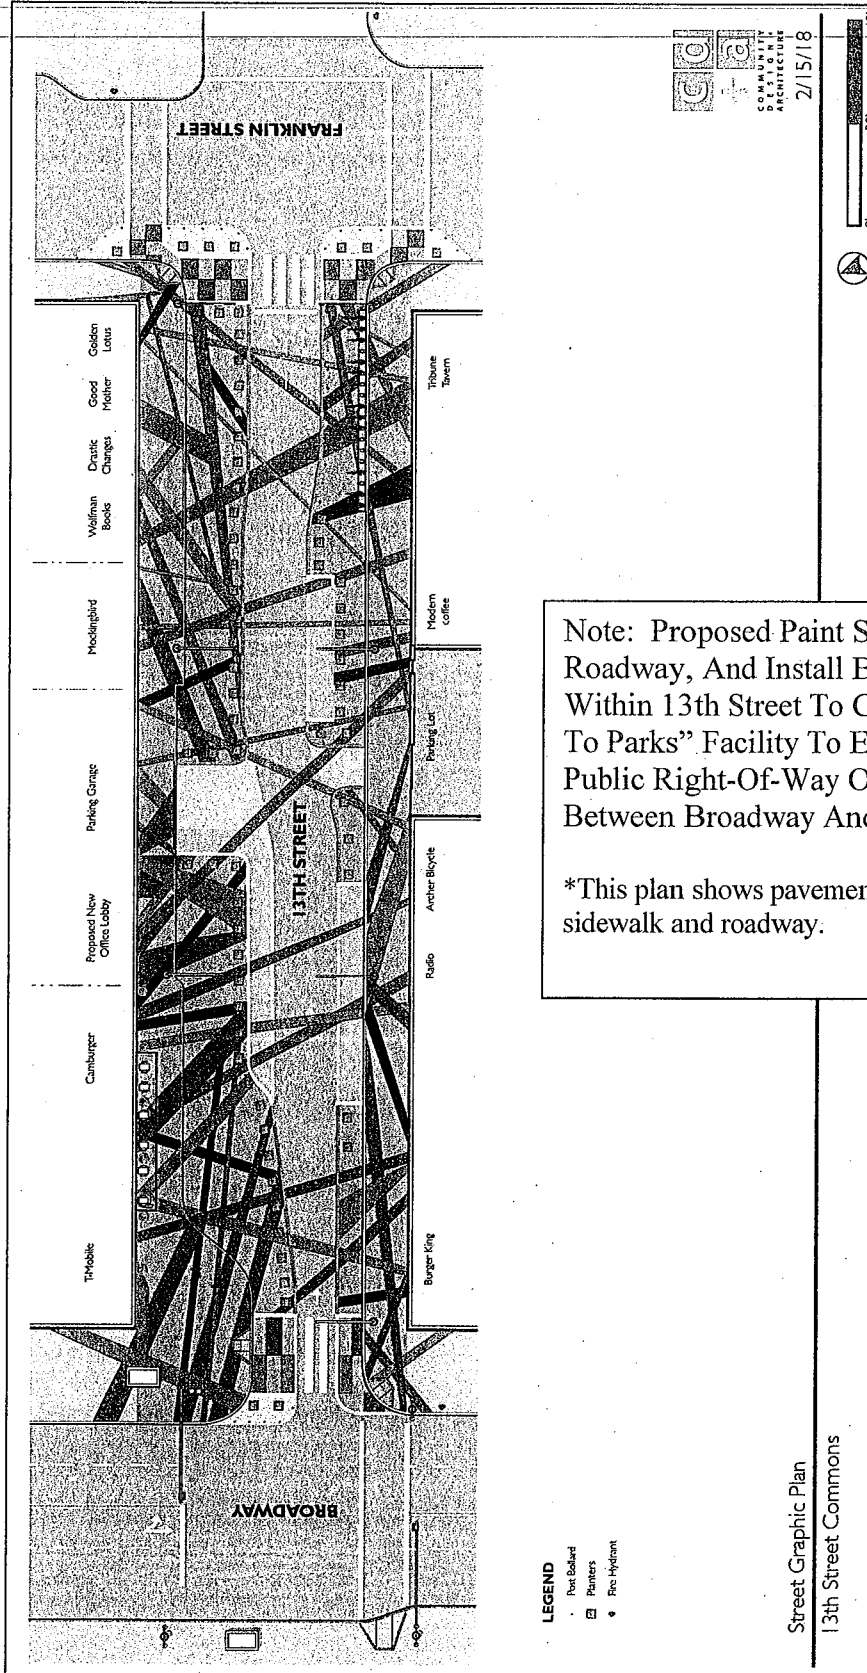 FRANKLIN STREET
Golden
Lotus
Good
Mother
Drastic
Changes
Wolfman
Books
Mockingbird
Parking Garage
Proposed New
Office Lobby
Camburger
T-Mobile
Tribune
Tavern
Modern
coffee
Parking Lot
Archer Bicycle
Radio
Burger King
13TH STREET
BROADWAY
LEGEND
Post Bollard
Planters
Fire Hydrant
cd
+a
COMMUNITY
DESIGN +
ARCHITECTURE
2/15/18
Note: Proposed Paint S
Roadway, And Install B
Within 13th Street To C
To Parks" Facility To E
Public Right-Of-Way O
Between Broadway And
*This plan shows pavemen
sidewalk and roadway.
Street Graphic Plan
13th Street Commons